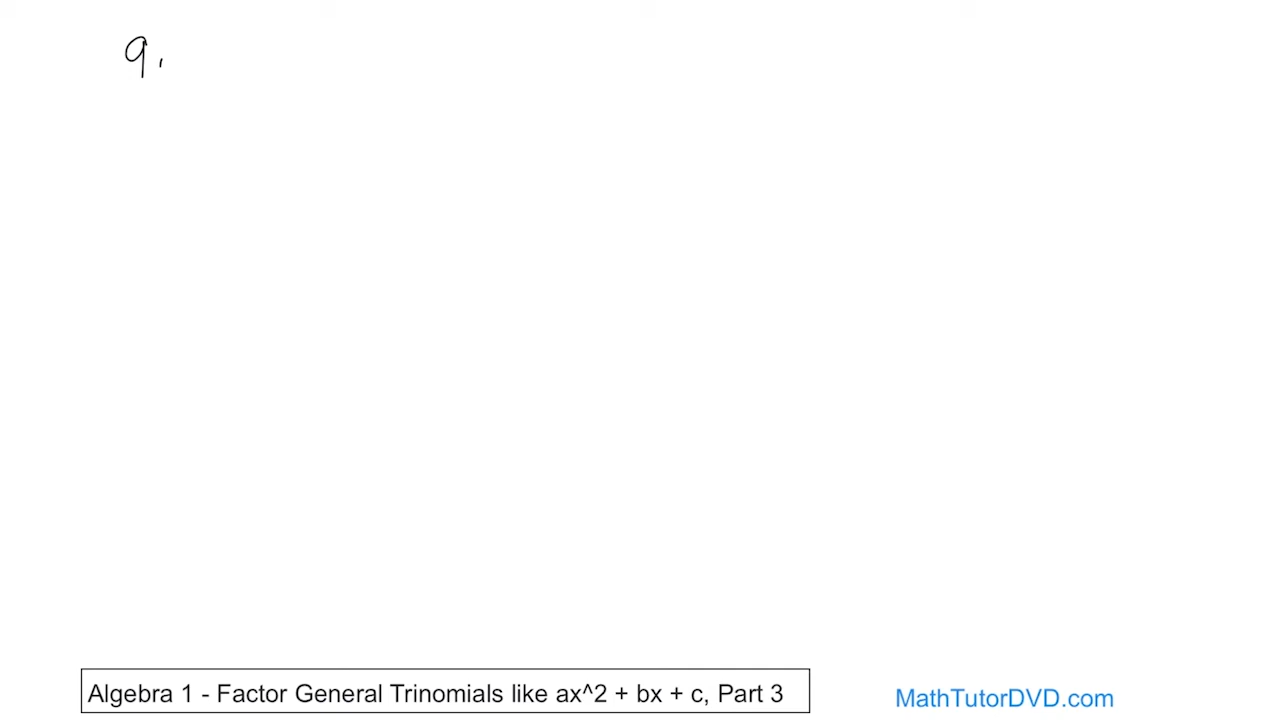 9.
Algebra 1 - Factor General Trinomials like ax^2 + bx + c, Part 3
MathTutorDVD.com